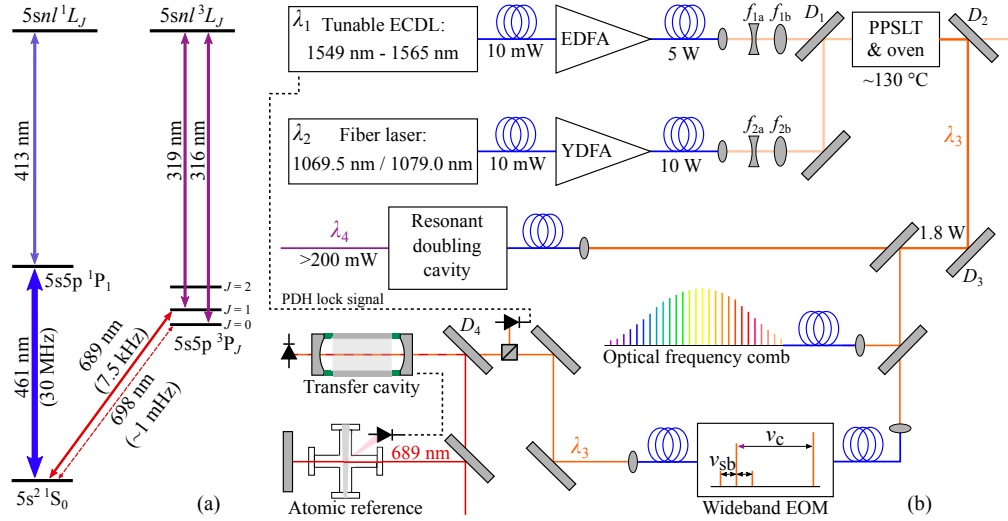 5snl ¹L_J
5snl ³L_J
413 nm
319 nm
316 nm
5s5p ¹P₁
J = 2
J = 1
J = 0
5s5p ³P_J
461 nm
(30 MHz)
689 nm
(7.5 kHz)
698 nm
(~1 mHz)
5s² ¹S₀
(a)
λ₁
Tunable ECDL:
1549 nm - 1565 nm
10 mW
EDFA
5 W
f₁ₐ
f₁b
D₁
PPSLT
& oven
~130 °C
D₂
λ₂
Fiber laser:
1069.5 nm / 1079.0 nm
10 mW
YDFA
10 W
f₂ₐ
f₂b
λ₃
λ₄
>200 mW
Resonant
doubling
cavity
1.8 W
D₃
PDH lock signal
D₄
Transfer cavity
Optical frequency comb
689 nm
Atomic reference
λ₃
ν_c
ν_sb
Wideband EOM
(b)